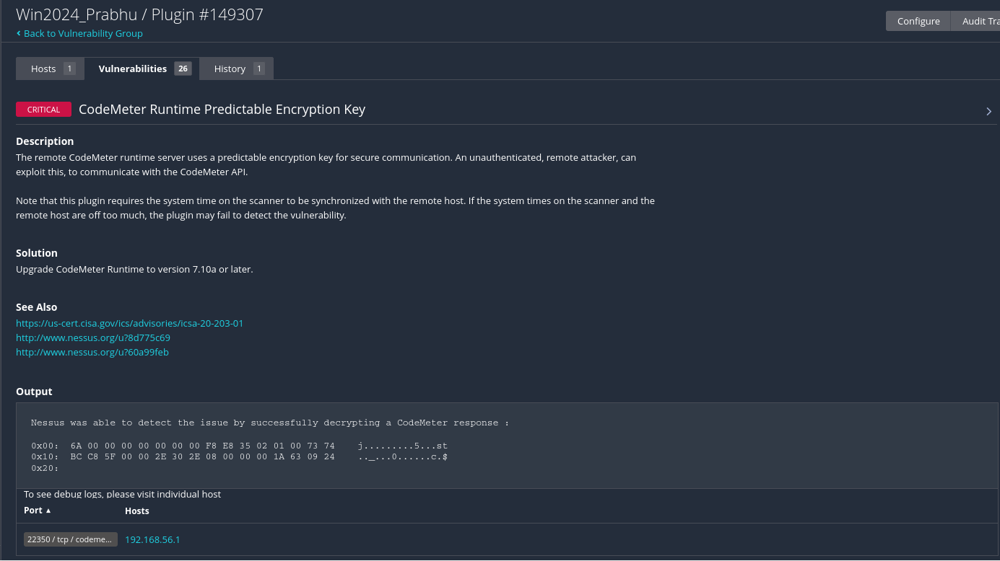 Win2024_Prabhu / Plugin #149307
‹ Back to Vulnerability Group
Configure Audit Tra
Hosts 1 Vulnerabilities 26 History 1
CRITICAL CodeMeter Runtime Predictable Encryption Key
Description
The remote CodeMeter runtime server uses a predictable encryption key for secure communication. An unauthenticated, remote attacker, can
exploit this, to communicate with the CodeMeter API.
Note that this plugin requires the system time on the scanner to be synchronized with the remote host. If the system times on the scanner and the
remote host are off too much, the plugin may fail to detect the vulnerability.
Solution
Upgrade CodeMeter Runtime to version 7.10a or later.
See Also
https://us-cert.cisa.gov/ics/advisories/icsa-20-203-01
http://www.nessus.org/u?8d775c69
http://www.nessus.org/u?60a99feb
Output
Nessus was able to detect the issue by successfully decrypting a CodeMeter response :
0x00: 6A 00 00 00 00 00 00 00 F8 E8 35 02 01 00 73 74 j.........5...st
0x10: BC C8 5F 00 00 2E 30 2E 08 00 00 00 1A 63 09 24 .._...0......c.$
0x20:
To see debug logs, please visit individual host
Port ▲ Hosts
22350 / tcp / codeme... 192.168.56.1